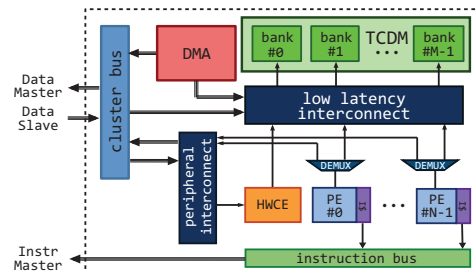 TCDM
bank
#0
bank
#1
...
bank
#M-1
DMA
cluster bus
Data
Master
Data
Slave
low latency
interconnect
peripheral
interconnect
DEMUX
DEMUX
HWCE
PE
#0
I$
...
PE
#N-1
I$
Instr
Master
instruction bus